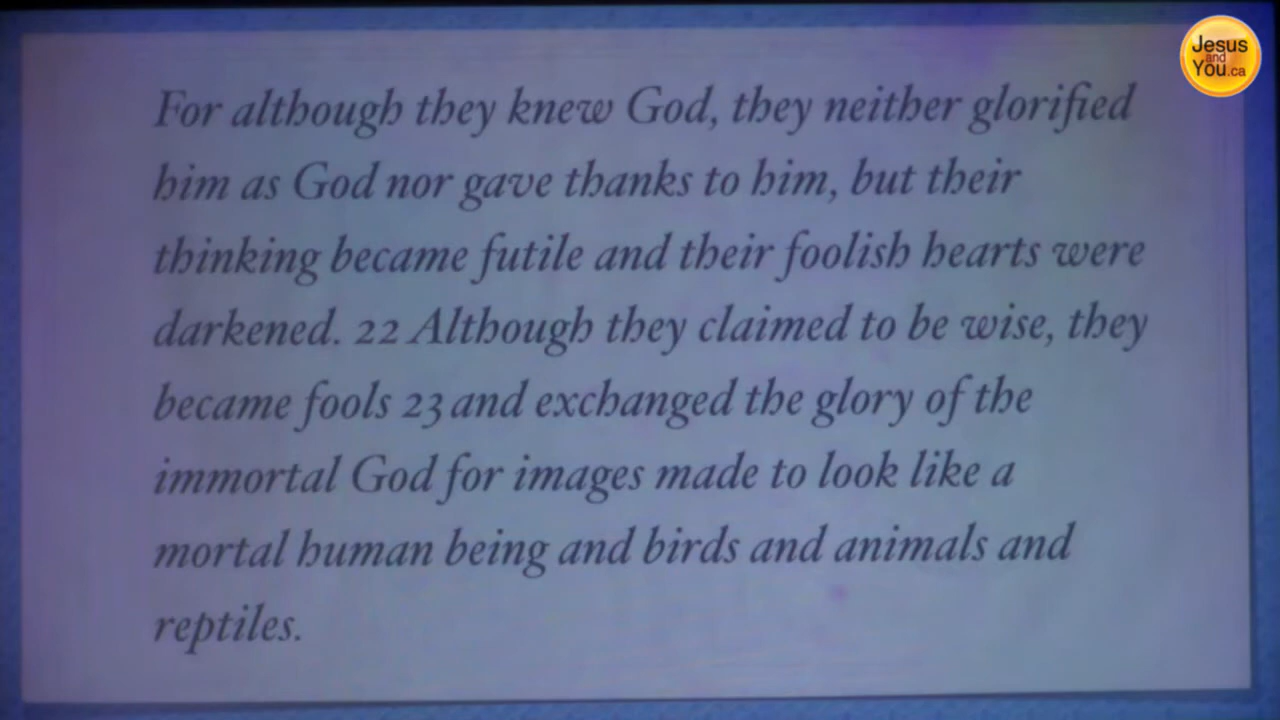 Jesus
and
You.ca
For although they knew God, they neither glorified
him as God nor gave thanks to him, but their
thinking became futile and their foolish hearts were
darkened. 22 Although they claimed to be wise, they
became fools 23 and exchanged the glory of the
immortal God for images made to look like a
mortal human being and birds and animals and
reptiles.